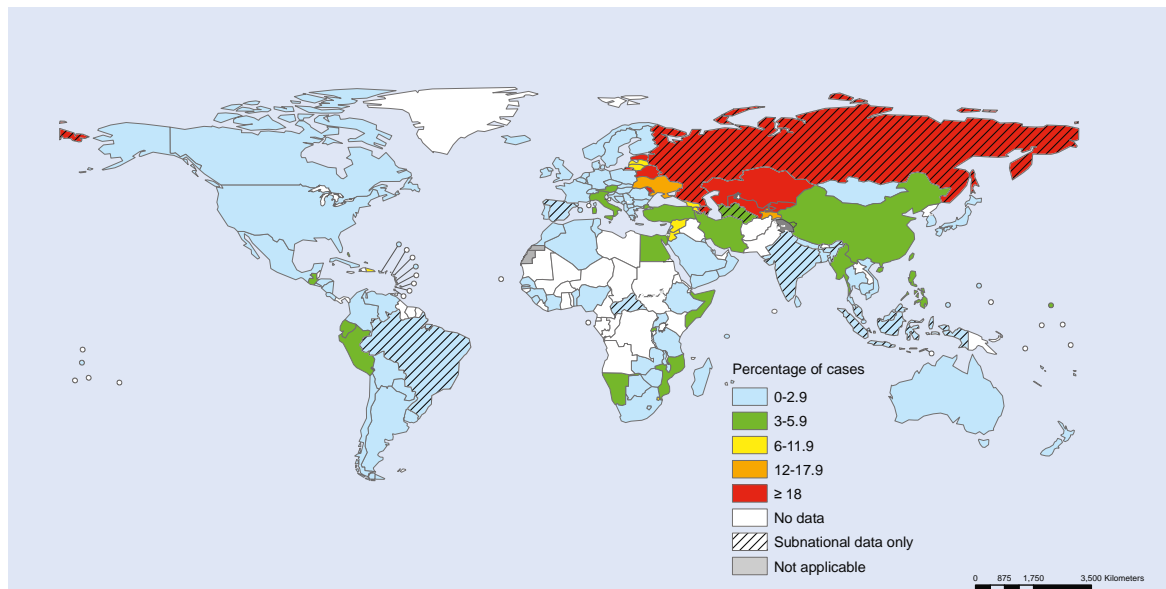 Percentage of cases
0-2.9
3-5.9
6-11.9
12-17.9
≥ 18
No data
Subnational data only
Not applicable
0 875 1,750 3,500 Kilometers